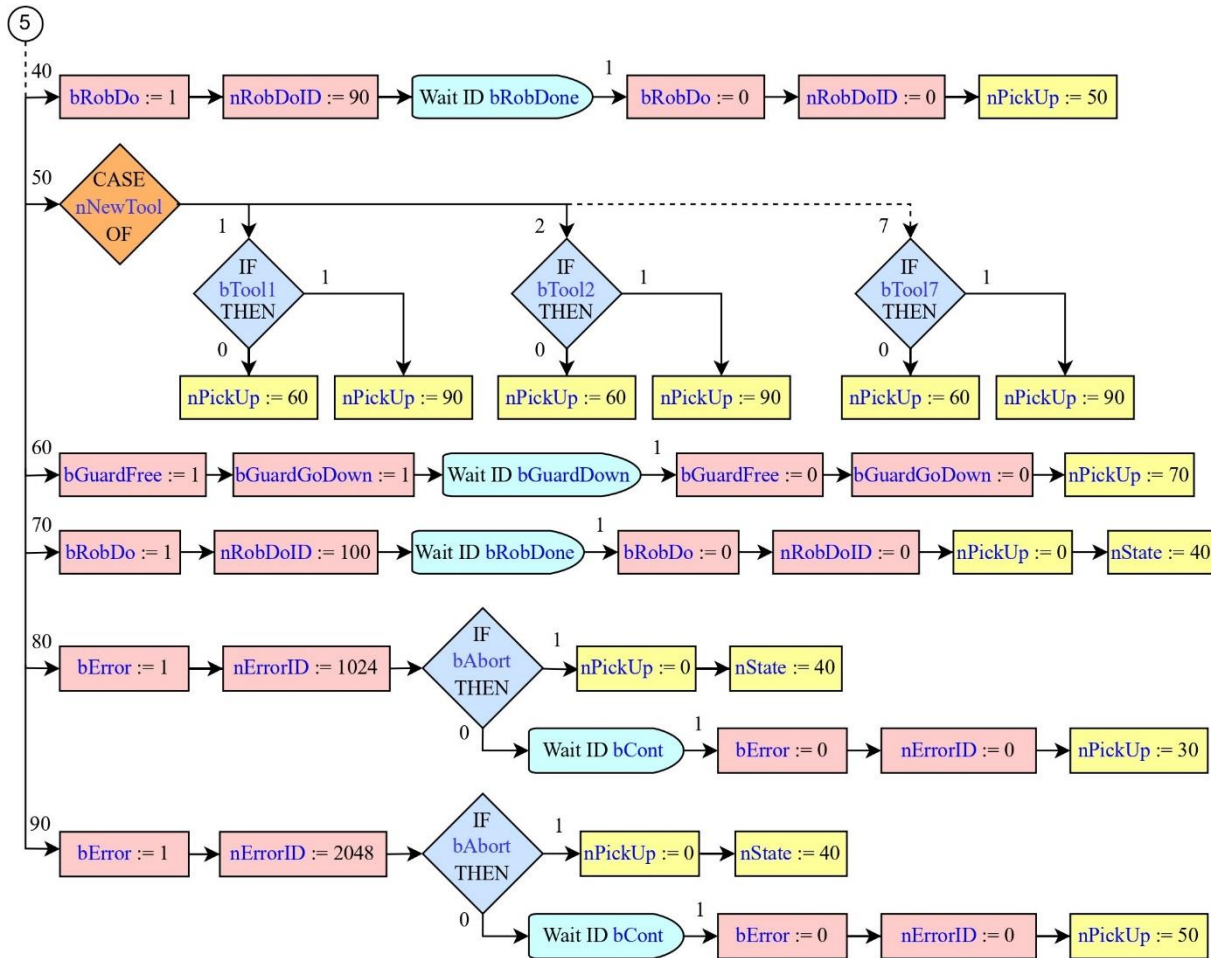 5
40
bRobDo := 1
nRobDoID := 90
Wait ID bRobDone
1
bRobDo := 0
nRobDoID := 0
nPickUp := 50
50
CASE
nNewTool
OF
1
IF
bTool1
THEN
1
0
nPickUp := 60
nPickUp := 90
2
IF
bTool2
THEN
1
0
nPickUp := 60
nPickUp := 90
7
IF
bTool7
THEN
1
0
nPickUp := 60
nPickUp := 90
60
bGuardFree := 1
bGuardGoDown := 1
Wait ID bGuardDown
1
bGuardFree := 0
bGuardGoDown := 0
nPickUp := 70
70
bRobDo := 1
nRobDoID := 100
Wait ID bRobDone
1
bRobDo := 0
nRobDoID := 0
nPickUp := 0
nState := 40
80
bError := 1
nErrorID := 1024
IF
bAbort
THEN
1
nPickUp := 0
nState := 40
0
Wait ID bCont
1
bError := 0
nErrorID := 0
nPickUp := 30
90
bError := 1
nErrorID := 2048
IF
bAbort
THEN
1
nPickUp := 0
nState := 40
0
Wait ID bCont
1
bError := 0
nErrorID := 0
nPickUp := 50